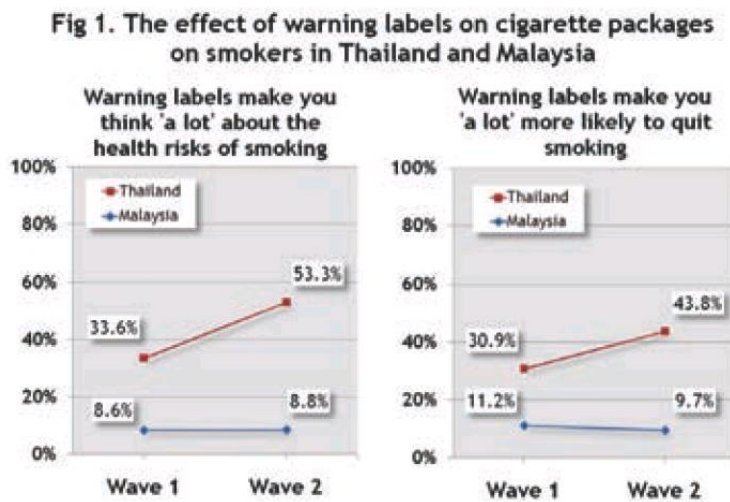 Fig 1. The effect of warning labels on cigarette packages
on smokers in Thailand and Malaysia
Warning labels make you
think 'a lot' about the
health risks of smoking
100%
80%
60%
40%
20%
0%
Thailand
Malaysia
33.6%
53.3%
8.6%
8.8%
Wave 1 Wave 2
Warning labels make you
'a lot' more likely to quit
smoking
100%
80%
60%
40%
20%
0%
Thailand
Malaysia
30.9%
43.8%
11.2%
9.7%
Wave 1 Wave 2